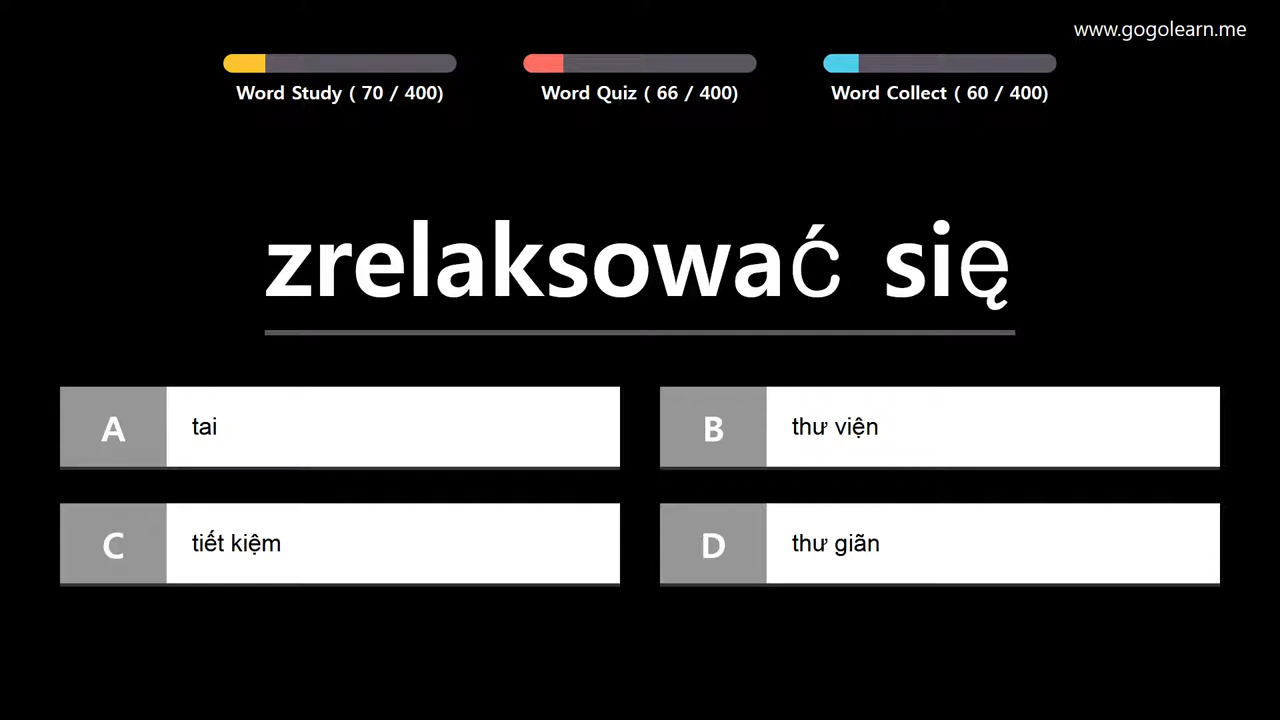 www.gogolearn.me
Word Study ( 70 / 400)
Word Quiz ( 66 / 400)
Word Collect ( 60 / 400)
zrelaksować się
A tai
B thư viện
C tiết kiệm
D thư giãn